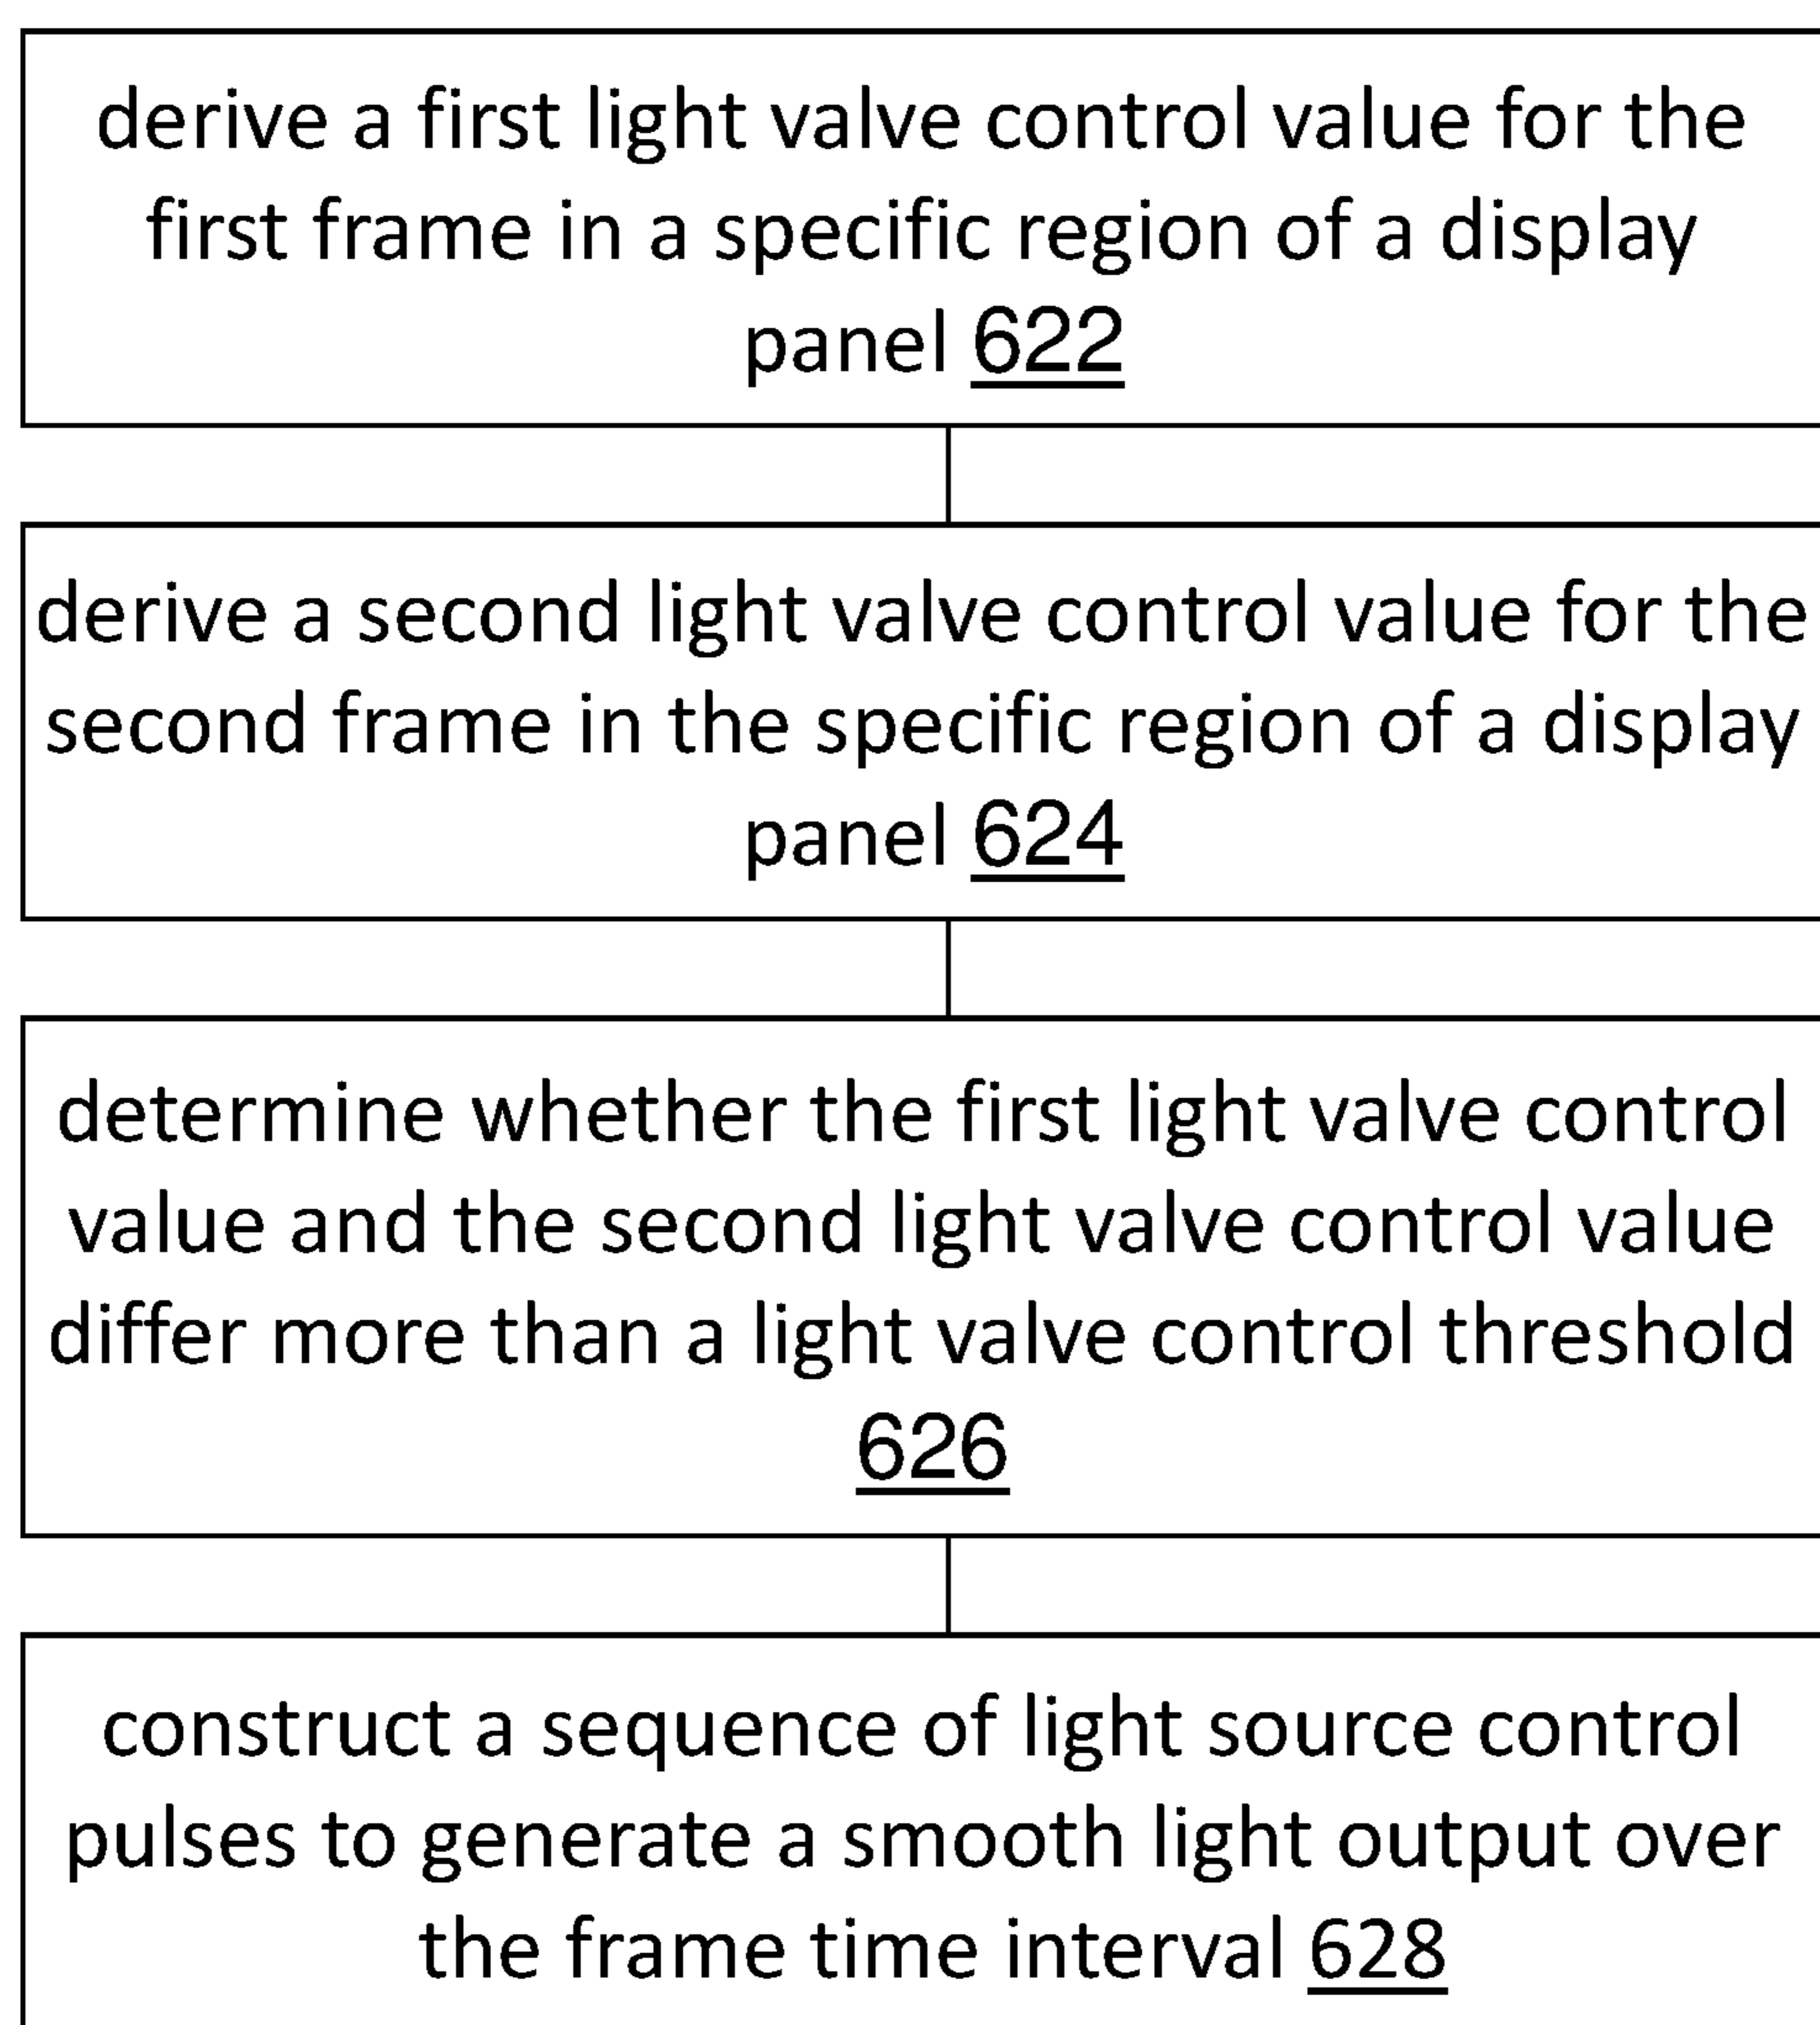 derive a first light valve control value for the
first frame in a specific region of a display
panel 622
derive a second light valve control value for the
second frame in the specific region of a display
panel 624
determine whether the first light valve control
value and the second light valve control value
differ more than a light valve control threshold
626
construct a sequence of light source control
pulses to generate a smooth light output over
the frame time interval 628